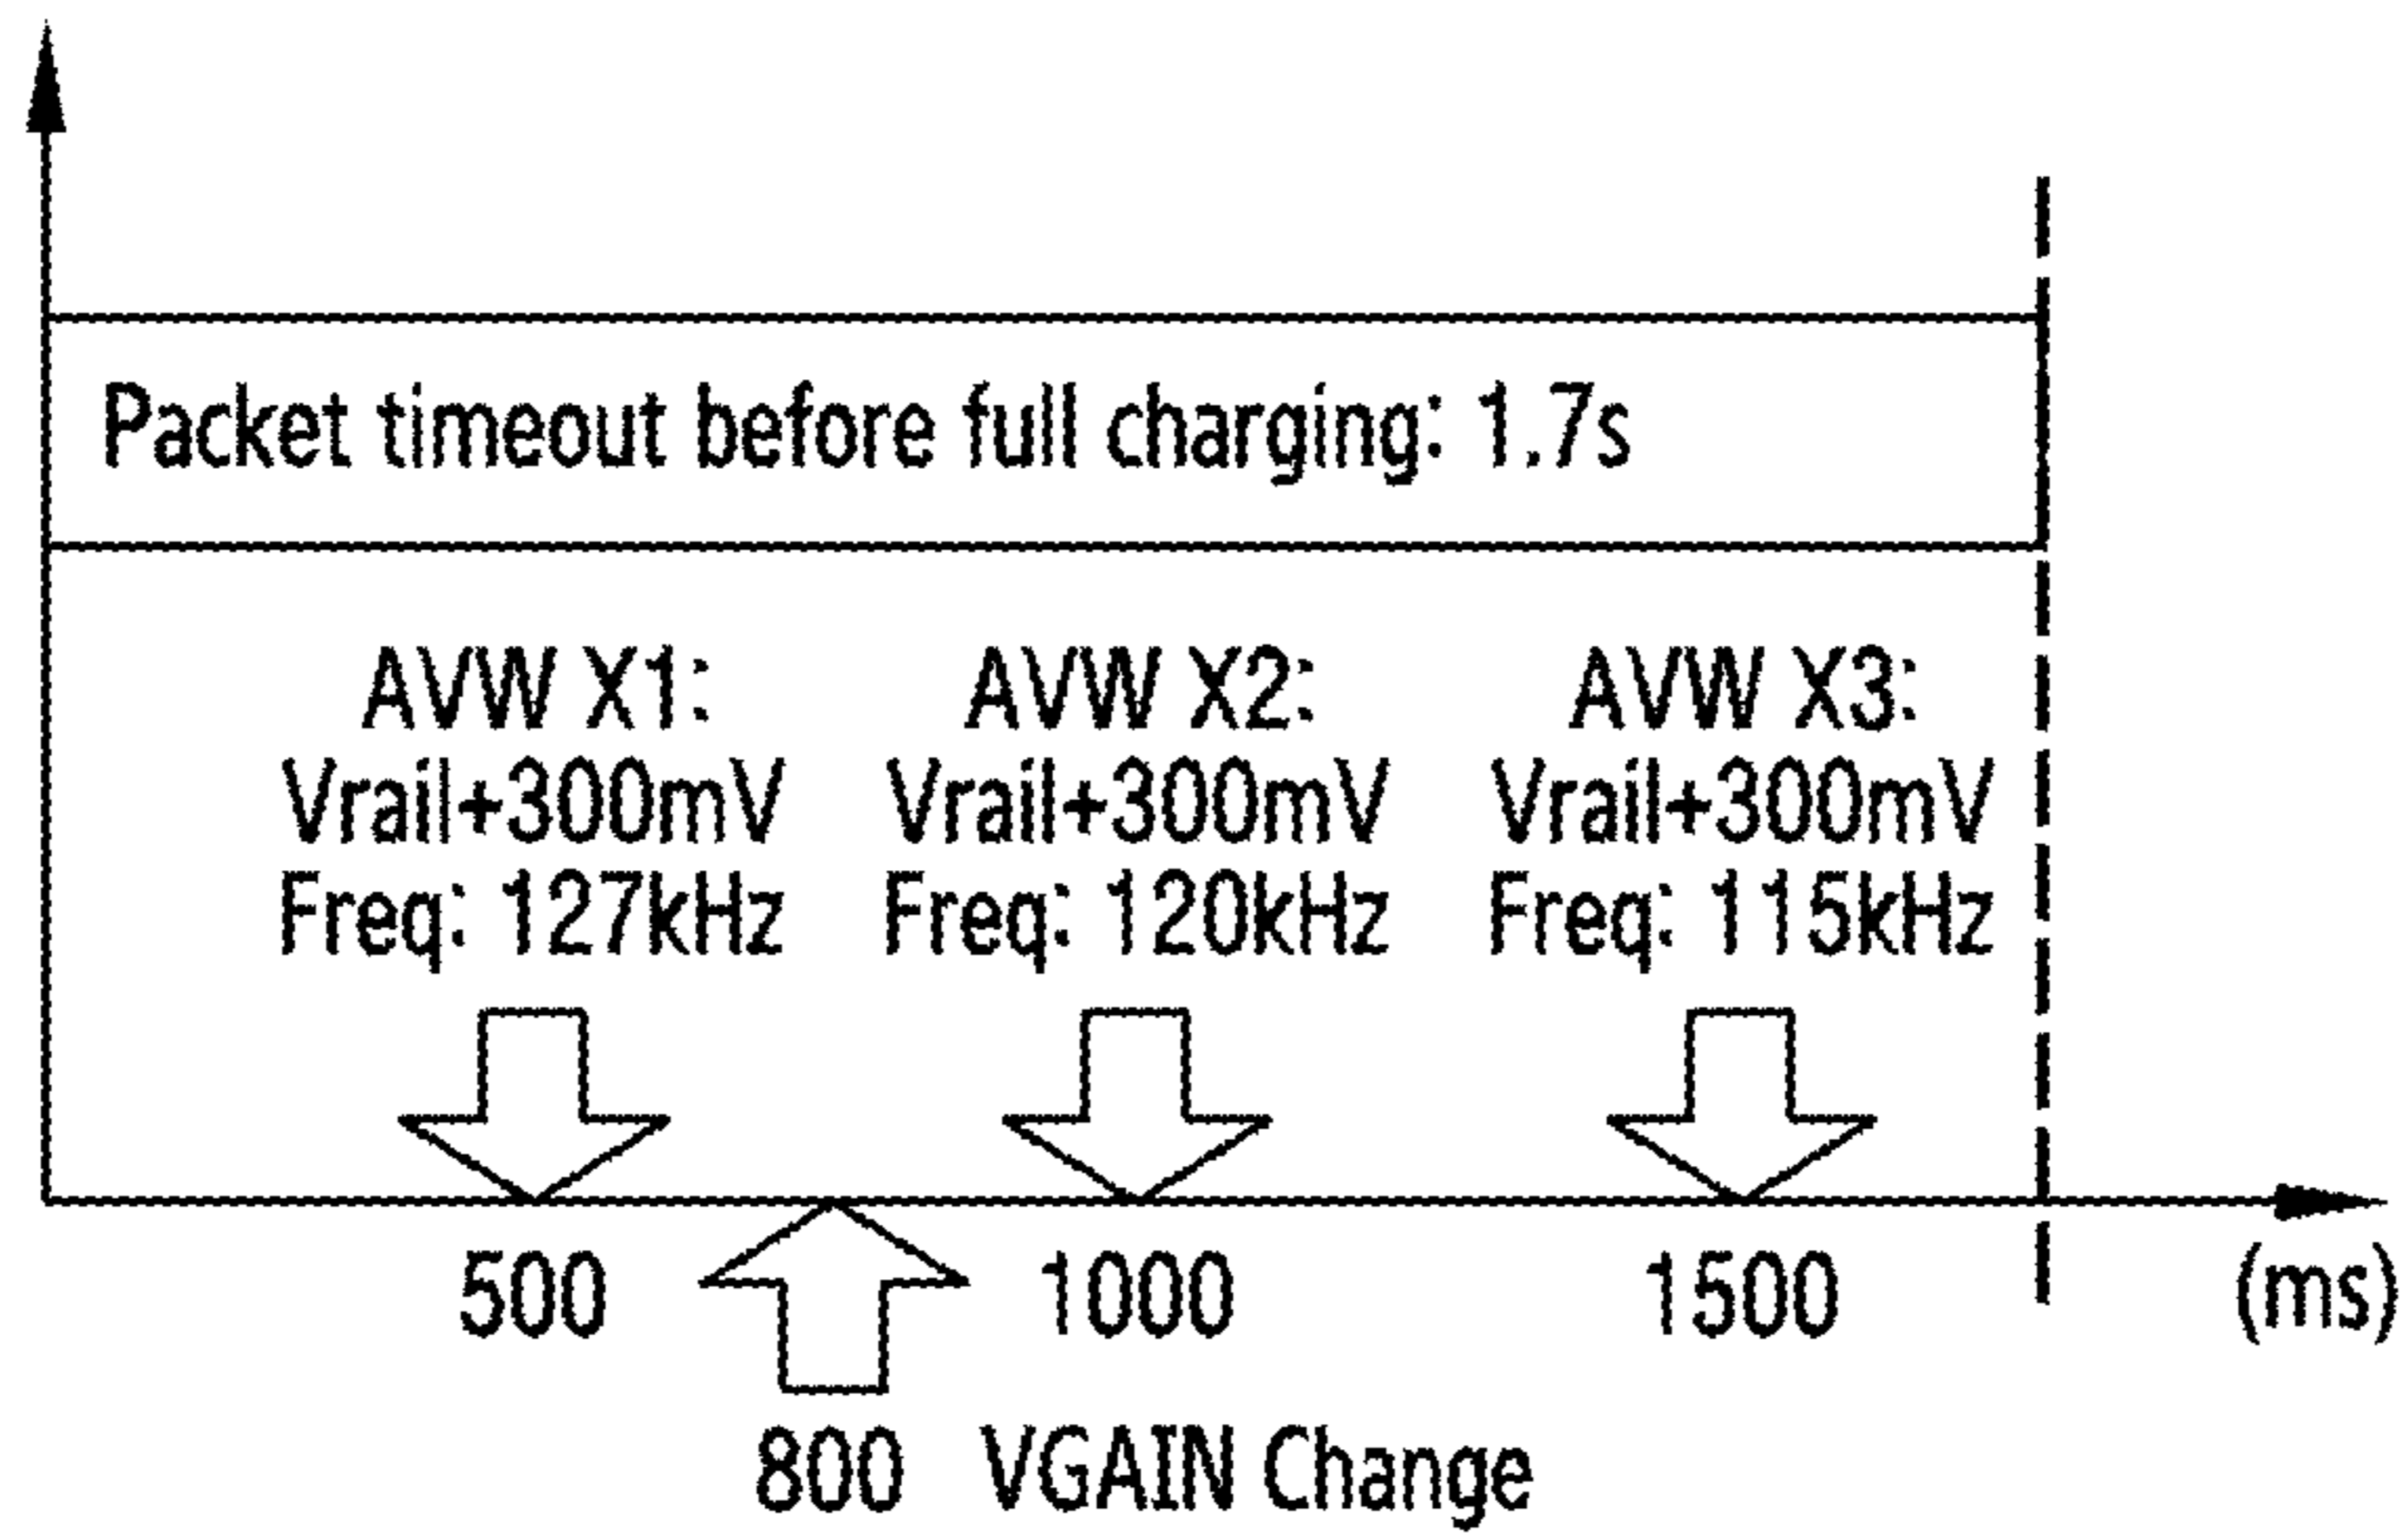 Packet timeout before full charging: 1.7s
AVW X1:
Vrail+300mV
Freq: 127kHz
AVW X2:
Vrail+300mV
Freq: 120kHz
AVW X3:
Vrail+300mV
Freq: 115kHz
500
1000
1500
(ms)
800 VGAIN Change